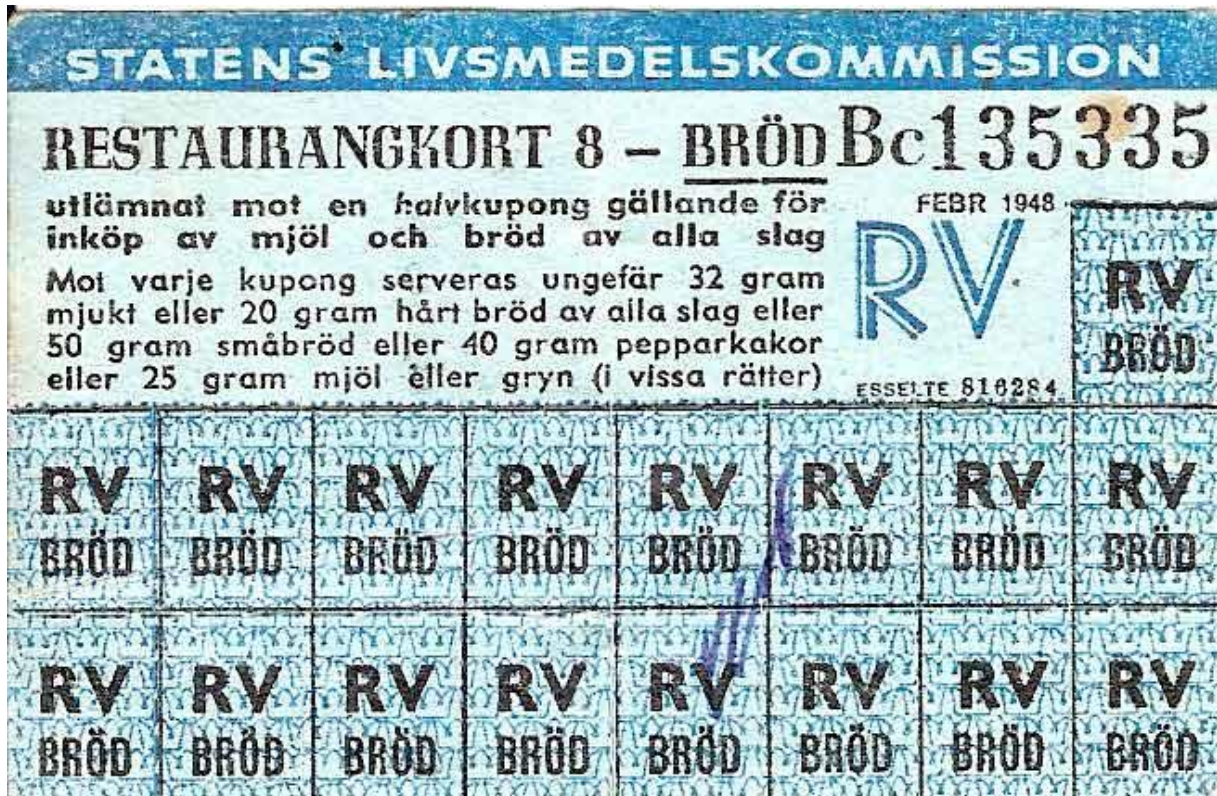 STATENS LIVSMEDELSKOMMISSION
RESTAURANGKORT 8 – BRÖD Bc135335
utlämnat mot en halvkupong gällande för
inköp av mjöl och bröd av alla slag
Mot varje kupong serveras ungefär 32 gram
mjukt eller 20 gram hårt bröd av alla slag eller
50 gram småbröd eller 40 gram pepparkakor
eller 25 gram mjöl eller gryn (i vissa rätter)
FEBR 1948
RV
ESSELTE 816284
RV
BRÖD
RV RV RV RV RV RV RV RV
BRÖD BRÖD BRÖD BRÖD BRÖD BRÖD BRÖD BRÖD
RV RV RV RV RV RV RV RV
BRÖD BRÖD BRÖD BRÖD BRÖD BRÖD BRÖD BRÖD